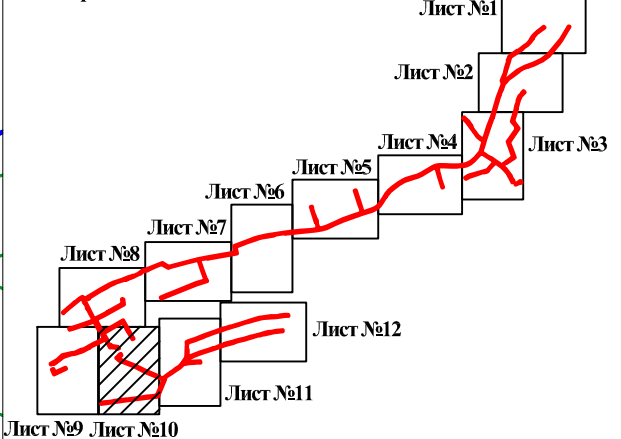 Лист №1
Лист №2
Лист №3
Лист №4
Лист №5
Лист №6
Лист №7
Лист №8
Лист №12
Лист №11
Лист №9 Лист №10